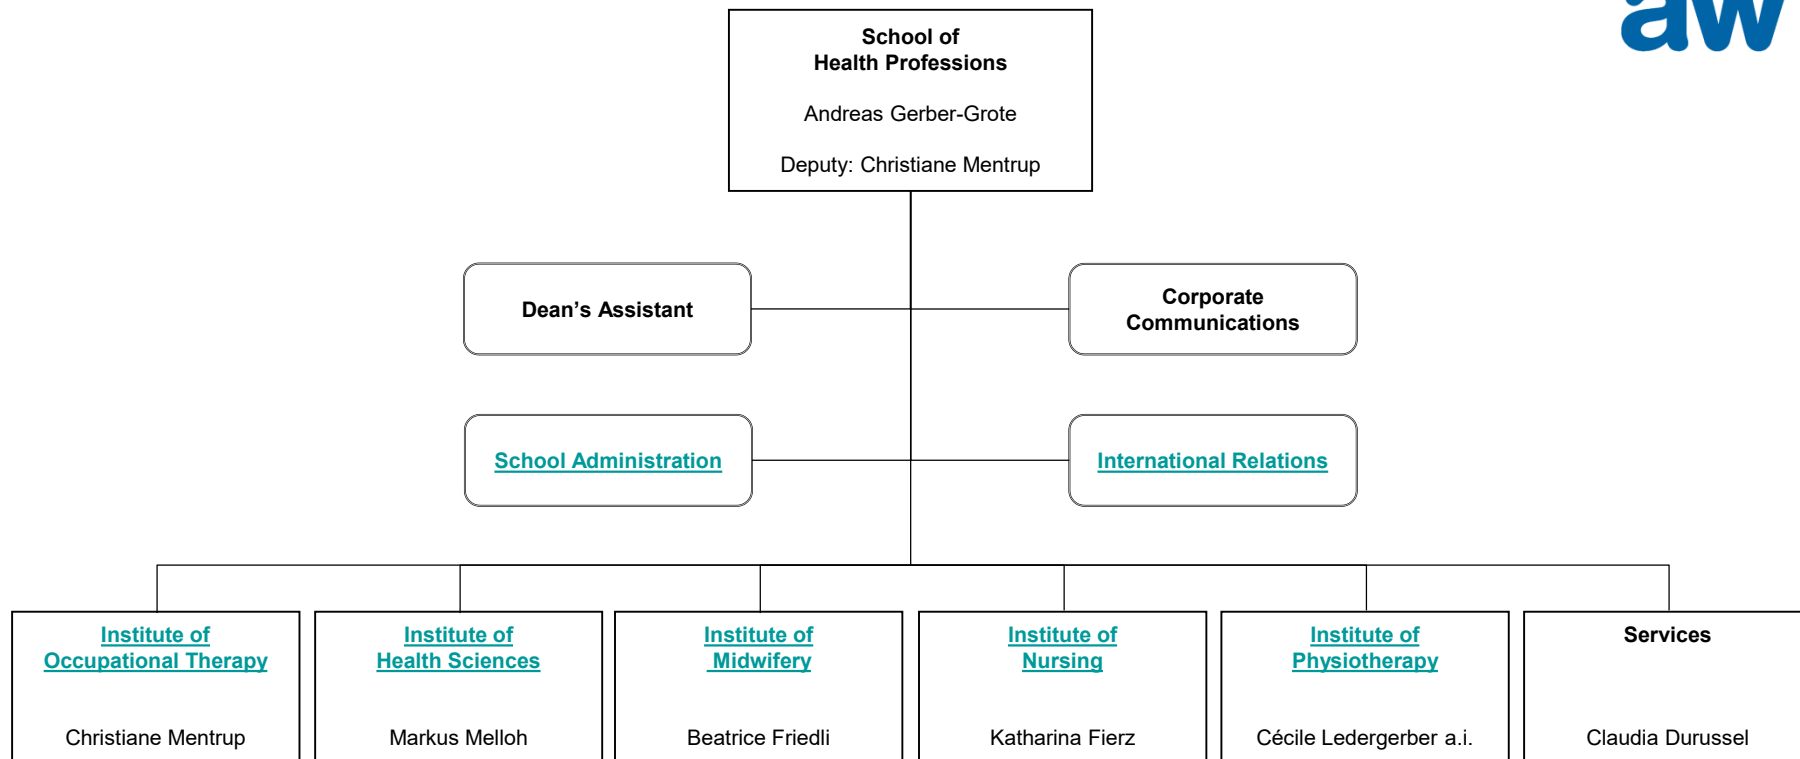 aw
School of
Health Professions
Andreas Gerber-Grote
Deputy: Christiane Mentrup
Dean’s Assistant
Corporate
Communications
School Administration
International Relations
Institute of
Occupational Therapy
Christiane Mentrup
Institute of
Health Sciences
Markus Melloh
Institute of
Midwifery
Beatrice Friedli
Institute of
Nursing
Katharina Fierz
Institute of
Physiotherapy
Cécile Ledergerber a.i.
Services
Claudia Durussel